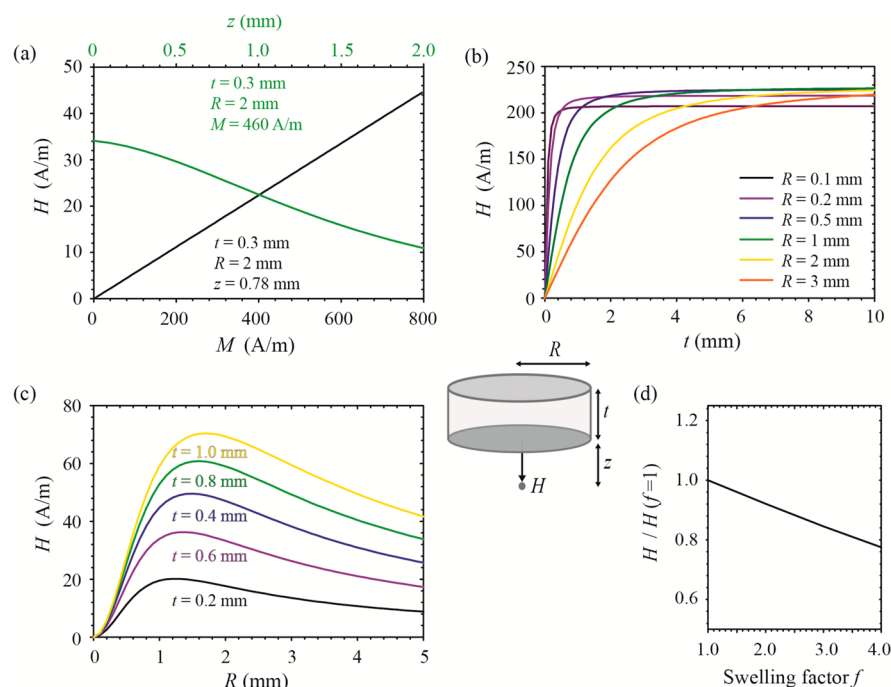 (a)
z (mm)
0 0.5 1.0 1.5 2.0
50
40
30
20
10
0
H (A/m)
t = 0.3 mm
R = 2 mm
M = 460 A/m
t = 0.3 mm
R = 2 mm
z = 0.78 mm
0 200 400 600 800
M (A/m)
(b)
250
200
150
100
50
0
H (A/m)
R = 0.1 mm
R = 0.2 mm
R = 0.5 mm
R = 1 mm
R = 2 mm
R = 3 mm
0 2 4 6 8 10
t (mm)
(c)
80
60
40
20
0
H (A/m)
t = 1.0 mm
t = 0.8 mm
t = 0.4 mm
t = 0.6 mm
t = 0.2 mm
0 1 2 3 4 5
R (mm)
R
t
z
H
(d)
1.2
1.0
0.8
0.6
H / H (f=1)
1.0 2.0 3.0 4.0
Swelling factor f